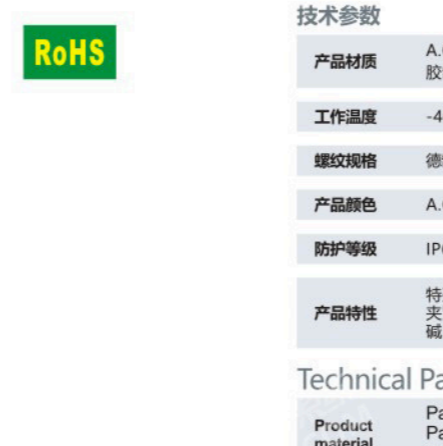 RoHS
技术参数
产品材质
A.
胶
工作温度
-4
螺纹规格
德
产品颜色
A.
防护等级
IP
产品特性
特
夹
碱
Technical Pa
Product
material
Pa
Pa